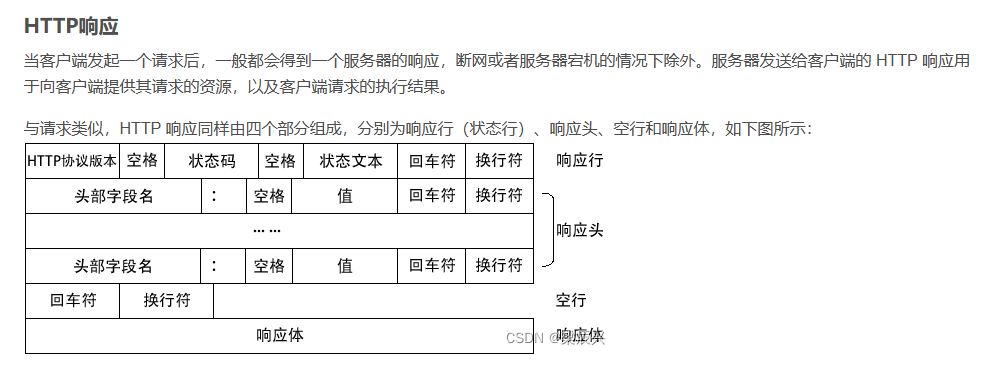 HTTP响应
当客户端发起一个请求后，一般都会得到一个服务器的响应，断网或者服务器宕机的情况下除外。服务器发送给客户端的 HTTP 响应用
于向客户端提供其请求的资源，以及客户端请求的执行结果。
与请求类似，HTTP 响应同样由四个部分组成，分别为响应行（状态行）、响应头、空行和响应体，如下图所示：
HTTP协议版本 空格 状态码 空格 状态文本 回车符 换行符 响应行
头部字段名 ： 空格 值 回车符 换行符
... ... 响应头
头部字段名 ： 空格 值 回车符 换行符
回车符 换行符 空行
响应体 响应体
CSDN